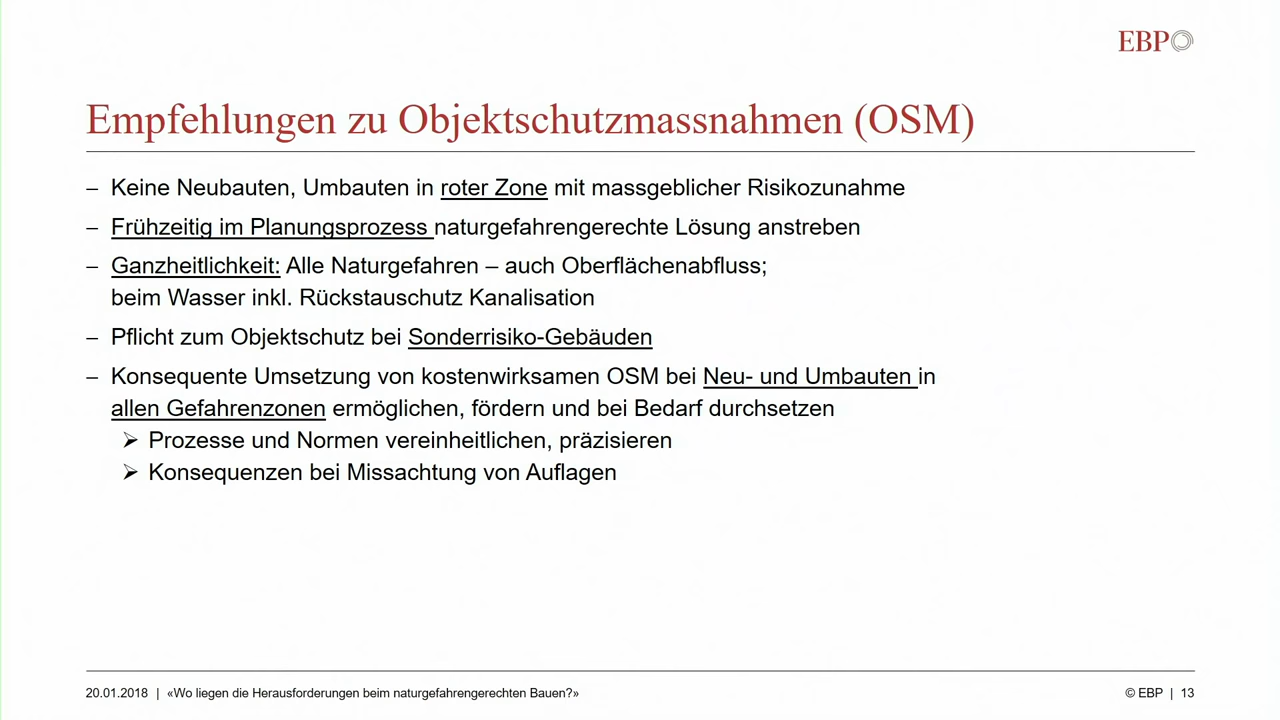 EBP
Empfehlungen zu Objektschutzmassnahmen (OSM)
– Keine Neubauten, Umbauten in roter Zone mit massgeblicher Risikozunahme
– Frühzeitig im Planungsprozess naturgefahrengerechte Lösung anstreben
– Ganzheitlichkeit: Alle Naturgefahren – auch Oberflächenabfluss;
beim Wasser inkl. Rückstauschutz Kanalisation
– Pflicht zum Objektschutz bei Sonderrisiko-Gebäuden
– Konsequente Umsetzung von kostenwirksamen OSM bei Neu- und Umbauten in
allen Gefahrenzonen ermöglichen, fördern und bei Bedarf durchsetzen
➢ Prozesse und Normen vereinheitlichen, präzisieren
➢ Konsequenzen bei Missachtung von Auflagen
20.01.2018 | «Wo liegen die Herausforderungen beim naturgefahrengerechten Bauen?»
© EBP | 13